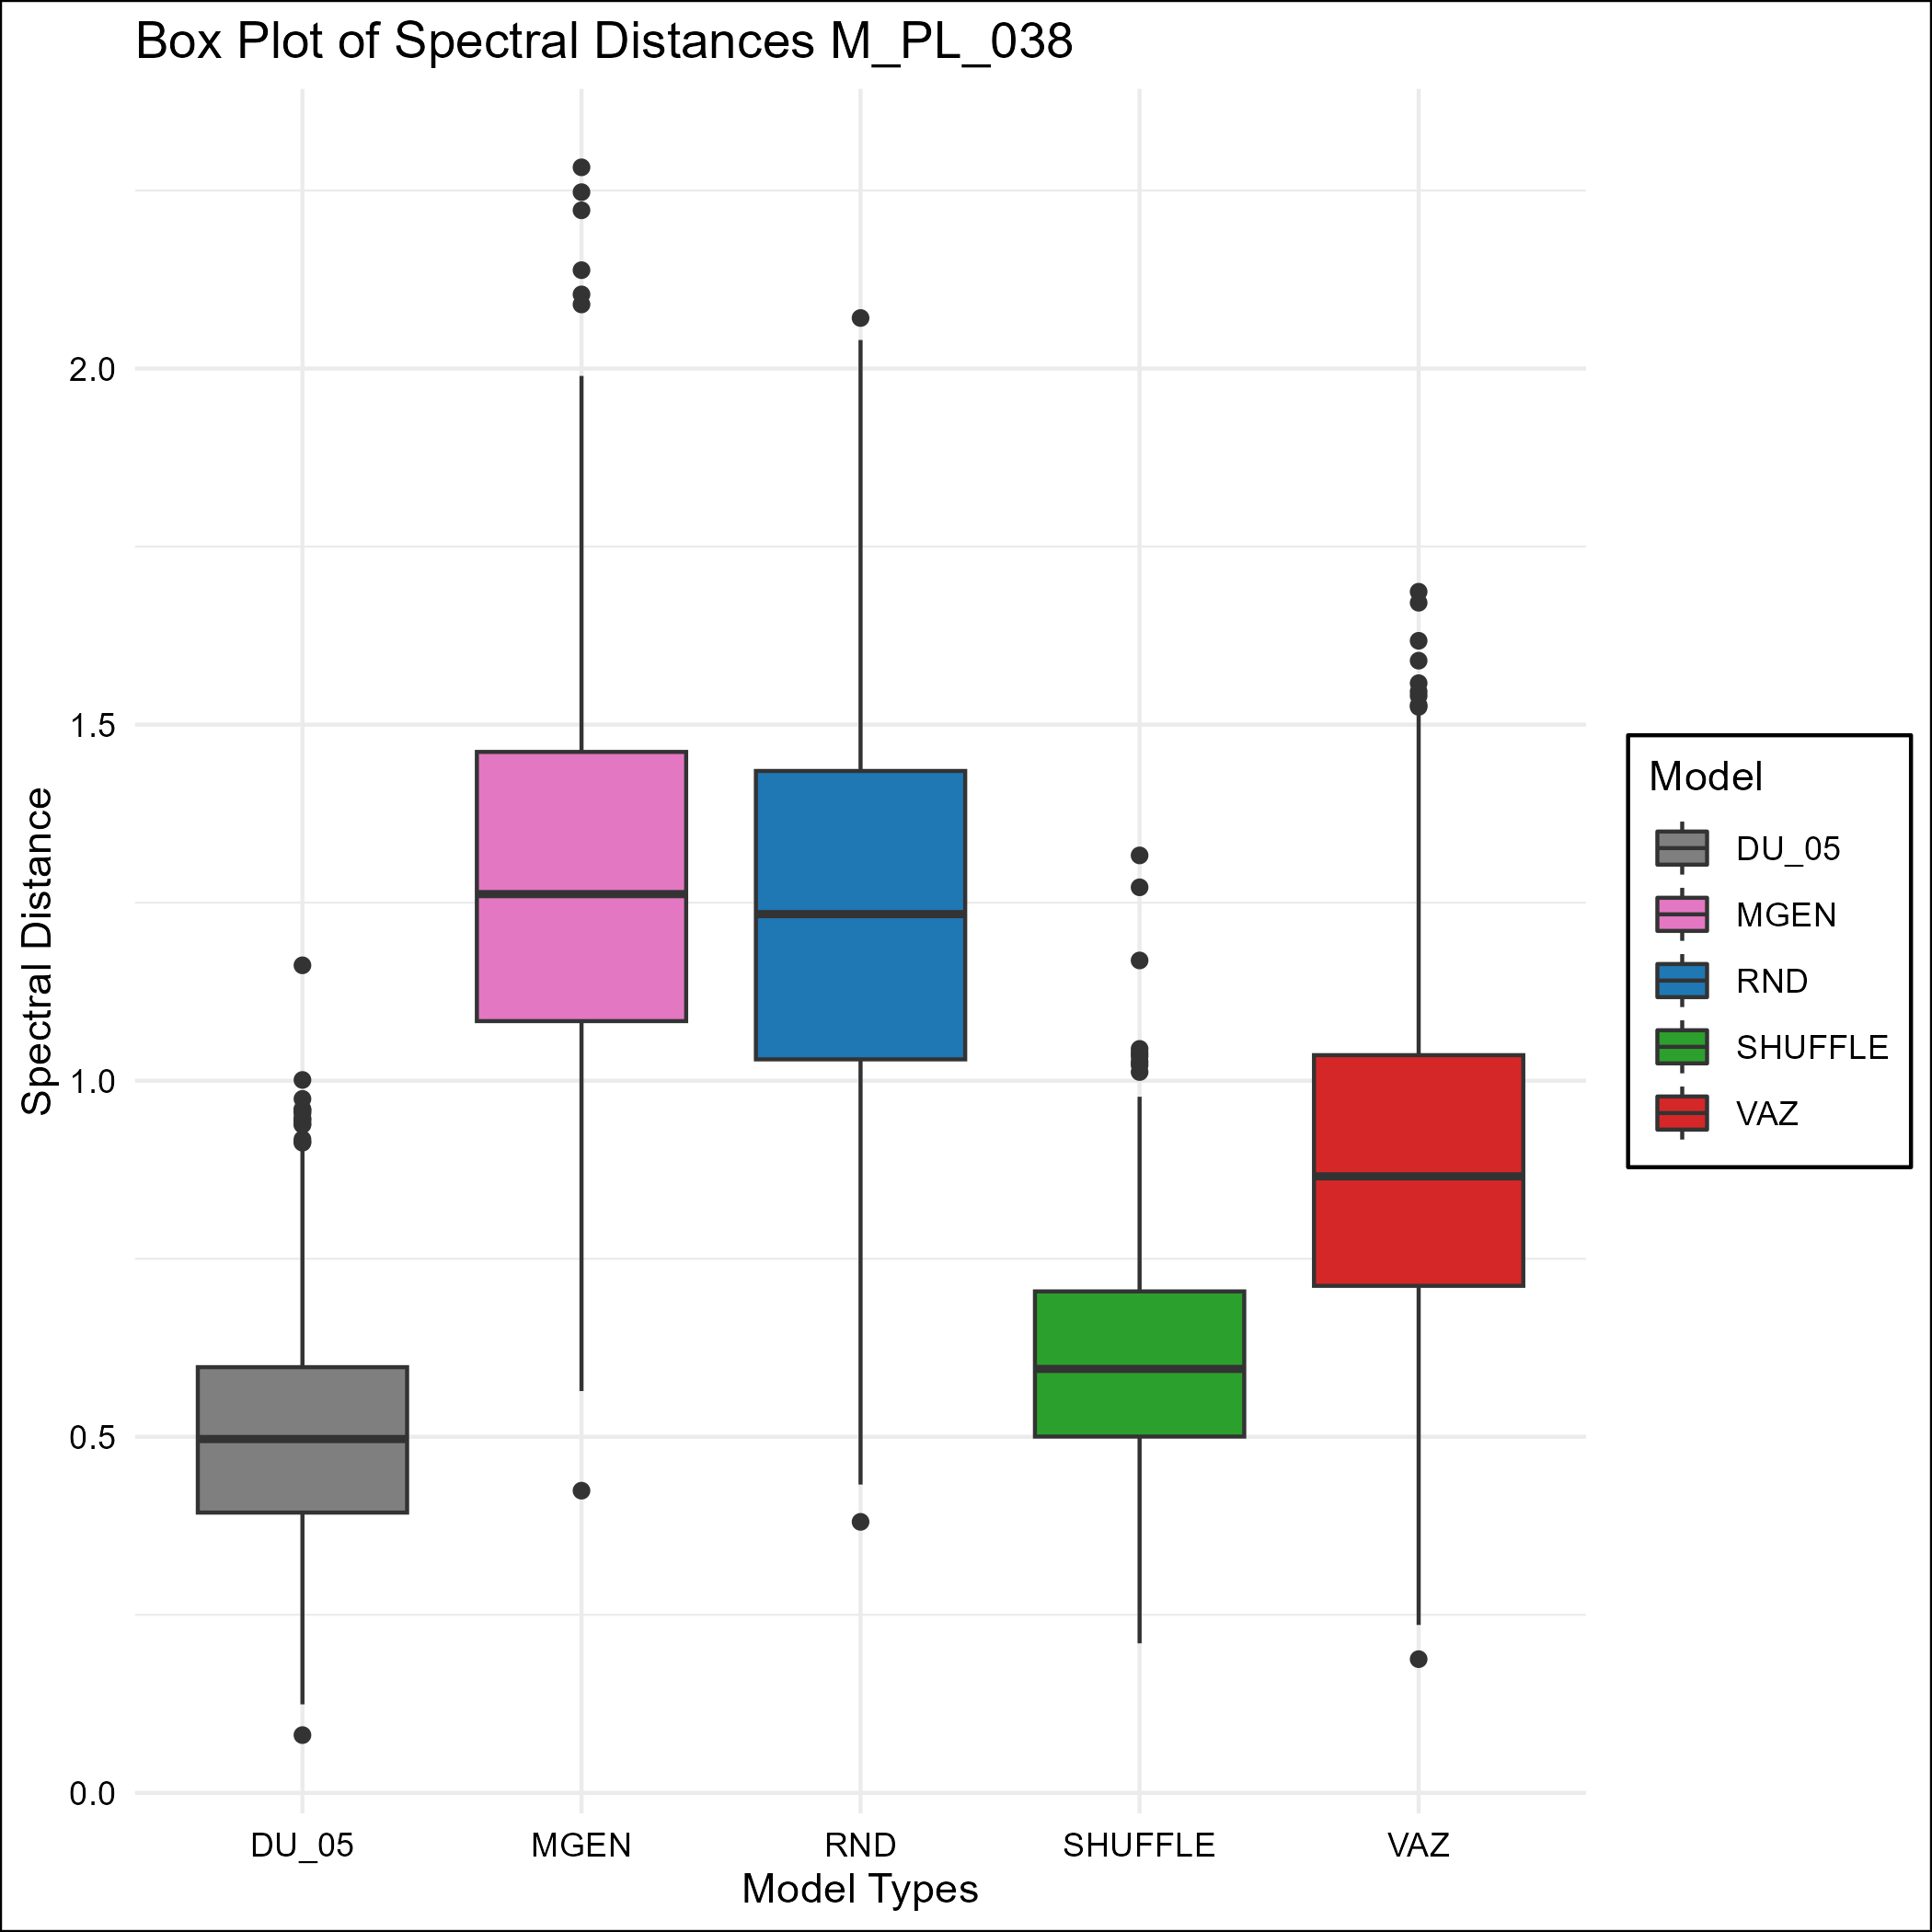 Box Plot of Spectral Distances M_PL_038
Spectral Distance
2.0
1.5
1.0
0.5
0.0
DU_05
MGEN
RND
SHUFFLE
VAZ
Model Types
Model
DU_05
MGEN
RND
SHUFFLE
VAZ